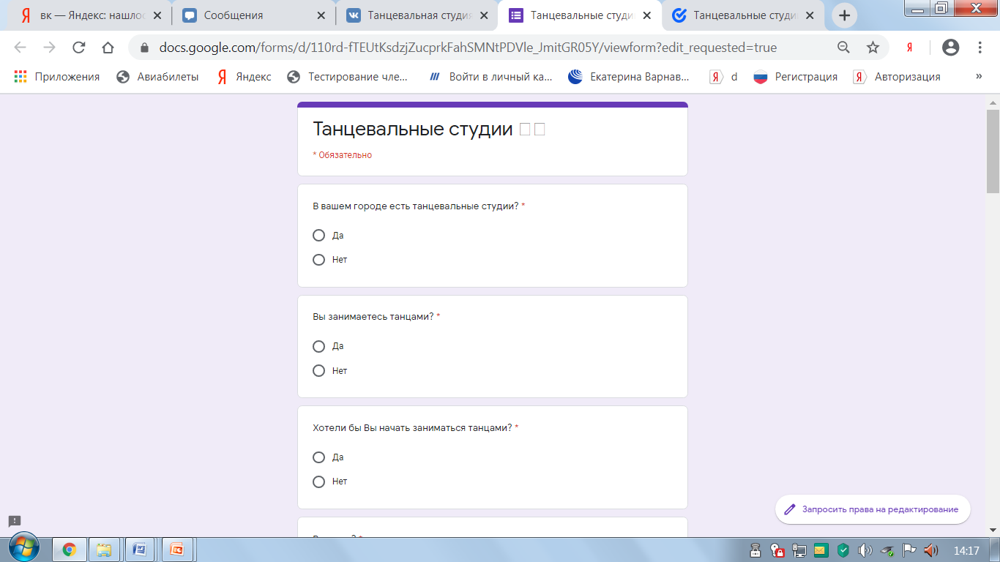 вк — Яндекс: нашлос
Сообщения
Танцевальная студия
Танцевальные студи
Танцевальные студи
docs.google.com/forms/d/110rd-fTEUtKsdzjZucprkFahSMNtPDVle_JmitGR05Y/viewform?edit_requested=true
Приложения
Авиабилеты
Яндекс
Тестирование чле...
Войти в личный ка...
Екатерина Варнав...
d
Регистрация
Авторизация
»
Танцевальные студии
* Обязательно
В вашем городе есть танцевальные студии? *
Да
Нет
Вы занимаетесь танцами? *
Да
Нет
Хотели бы Вы начать заниматься танцами? *
Да
Нет
Запросить права на редактирование
14:17